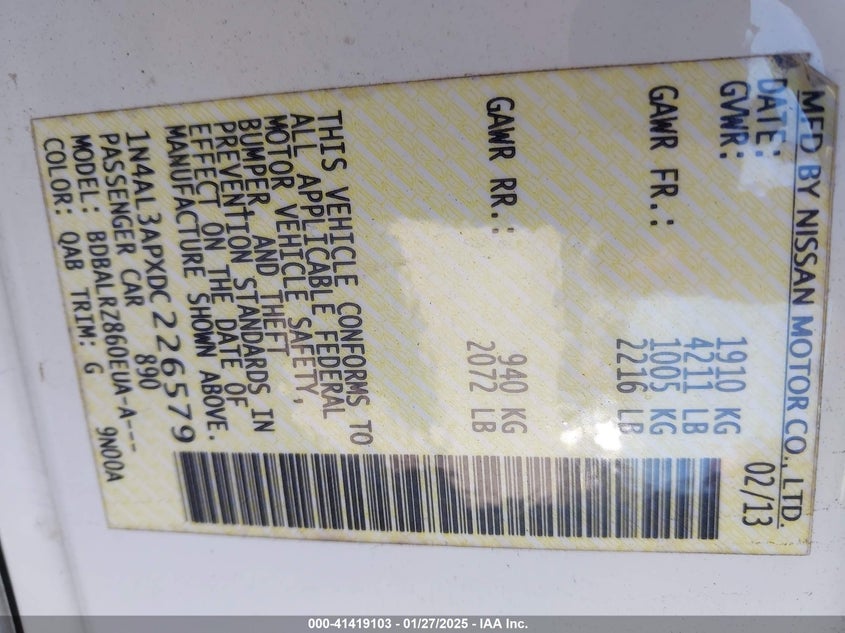 MFD BY NISSAN MOTOR CO., LTD.
DATE: 02/13
GVWR: 1910 KG
4211 LB
GAWR FR.: 1005 KG
2216 LB
GAWR RR.: 940 KG
2072 LB
THIS VEHICLE CONFORMS TO
ALL APPLICABLE FEDERAL
MOTOR VEHICLE SAFETY,
BUMPER, AND THEFT
PREVENTION STANDARDS IN
EFFECT ON THE DATE OF
MANUFACTURE SHOWN ABOVE.
1N4AL3APXDC226579
PASSENGER CAR 890
MODEL: BDBALRZ860EUA-A---
COLOR: QAB TRIM: G 9N00A
000-41419103 - 01/27/2025 - IAA Inc.